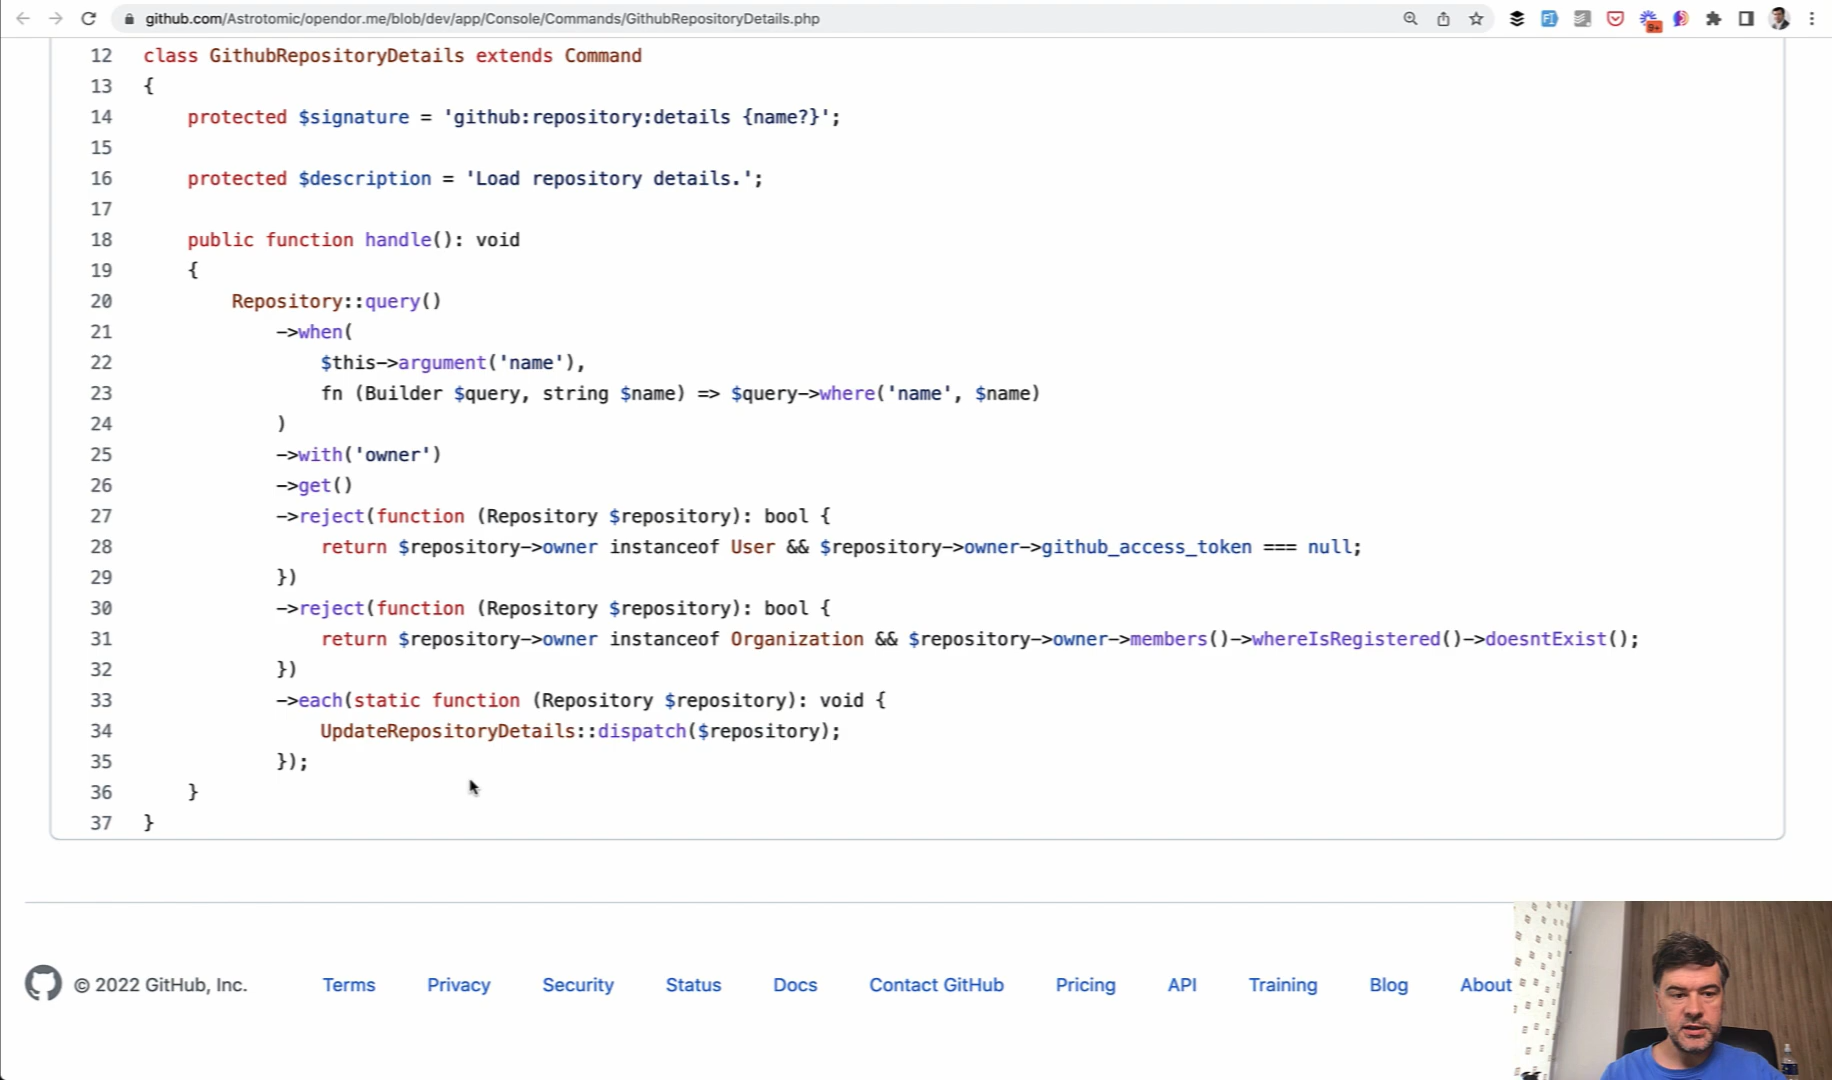 github.com/Astrotomic/opendor.me/blob/dev/app/Console/Commands/GithubRepositoryDetails.php
9+
12 class GithubRepositoryDetails extends Command
13 {
14 protected $signature = 'github:repository:details {name?}';
15
16 protected $description = 'Load repository details.';
17
18 public function handle(): void
19 {
20 Repository::query()
21 ->when(
22 $this->argument('name'),
23 fn (Builder $query, string $name) => $query->where('name', $name)
24 )
25 ->with('owner')
26 ->get()
27 ->reject(function (Repository $repository): bool {
28 return $repository->owner instanceof User && $repository->owner->github_access_token === null;
29 })
30 ->reject(function (Repository $repository): bool {
31 return $repository->owner instanceof Organization && $repository->owner->members()->whereIsRegistered()->doesntExist();
32 })
33 ->each(static function (Repository $repository): void {
34 UpdateRepositoryDetails::dispatch($repository);
35 });
36 }
37 }
© 2022 GitHub, Inc. Terms Privacy Security Status Docs Contact GitHub Pricing API Training Blog About